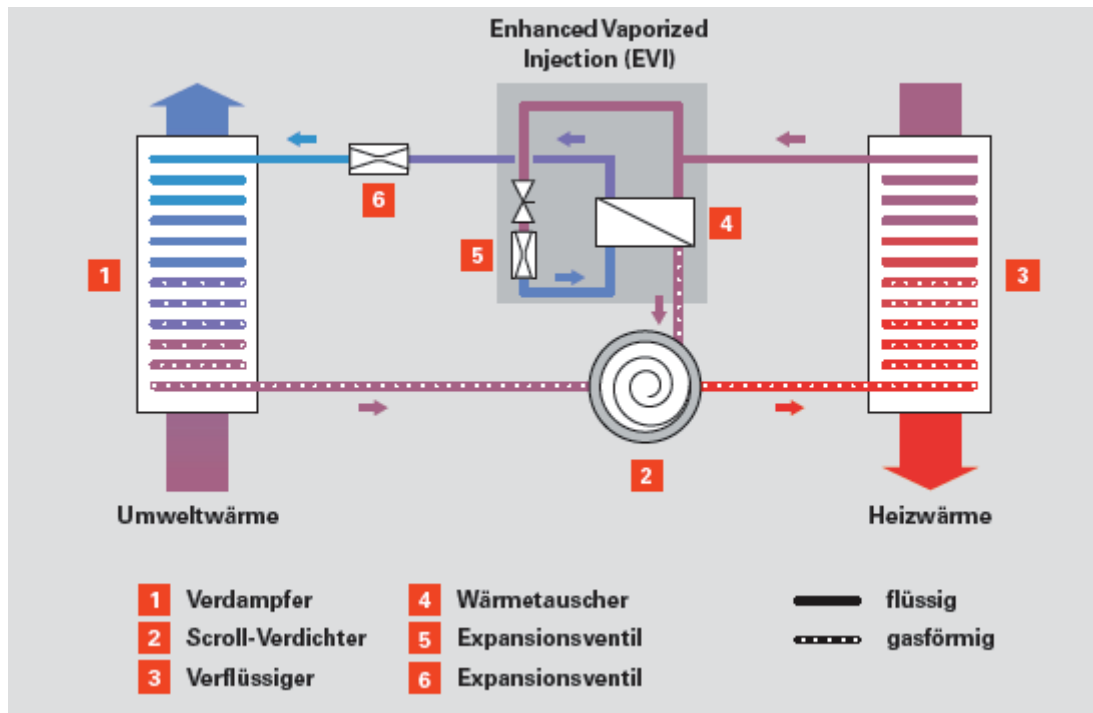 Enhanced Vaporized
Injection (EVI)
6
4
5
1
3
2
Umweltwärme
Heizwärme
1 Verdampfer
4 Wärmetauscher
flüssig
2 Scroll-Verdichter
5 Expansionsventil
gasförmig
3 Verflüssiger
6 Expansionsventil